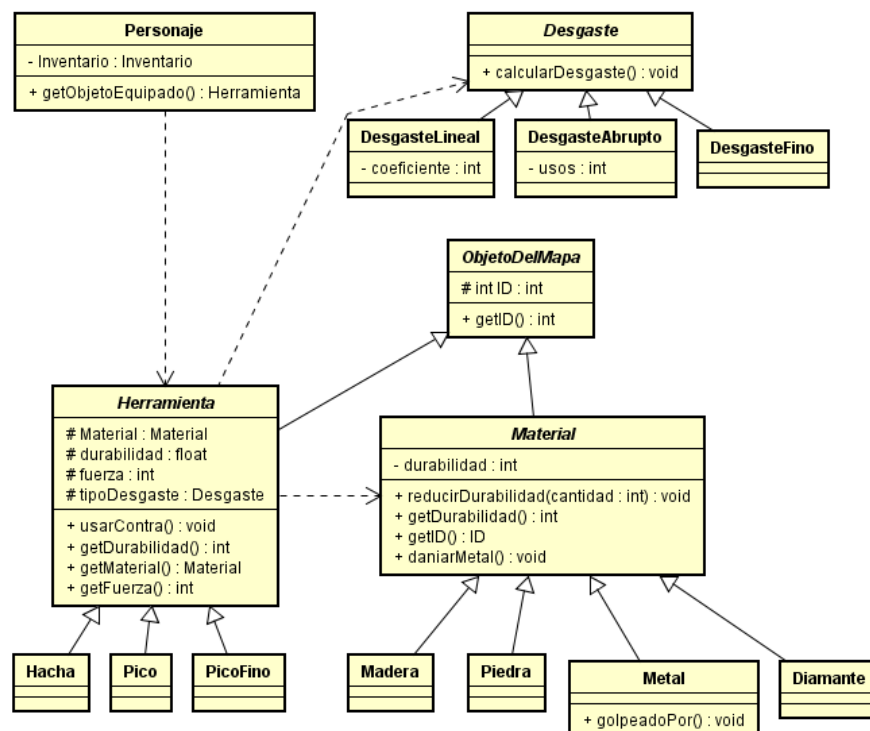 Personaje
- Inventario : Inventario
+ getObjetoEquipado() : Herramienta
Desgaste
+ calcularDesgaste() : void
DesgasteLineal
- coeficiente : int
DesgasteAbrupto
- usos : int
DesgasteFino
ObjetoDelMapa
# int ID : int
+ getID() : int
Herramienta
# Material : Material
# durabilidad : float
# fuerza : int
# tipoDesgaste : Desgaste
+ usarContra() : void
+ getDurabilidad() : int
+ getMaterial() : Material
+ getFuerza() : int
Material
- durabilidad : int
+ reducirDurabilidad(cantidad : int) : void
+ getDurabilidad() : int
+ getID() : ID
+ daniarMetal() : void
Hacha
Pico
PicoFino
Madera
Piedra
Metal
+ golpeadoPor() : void
Diamante